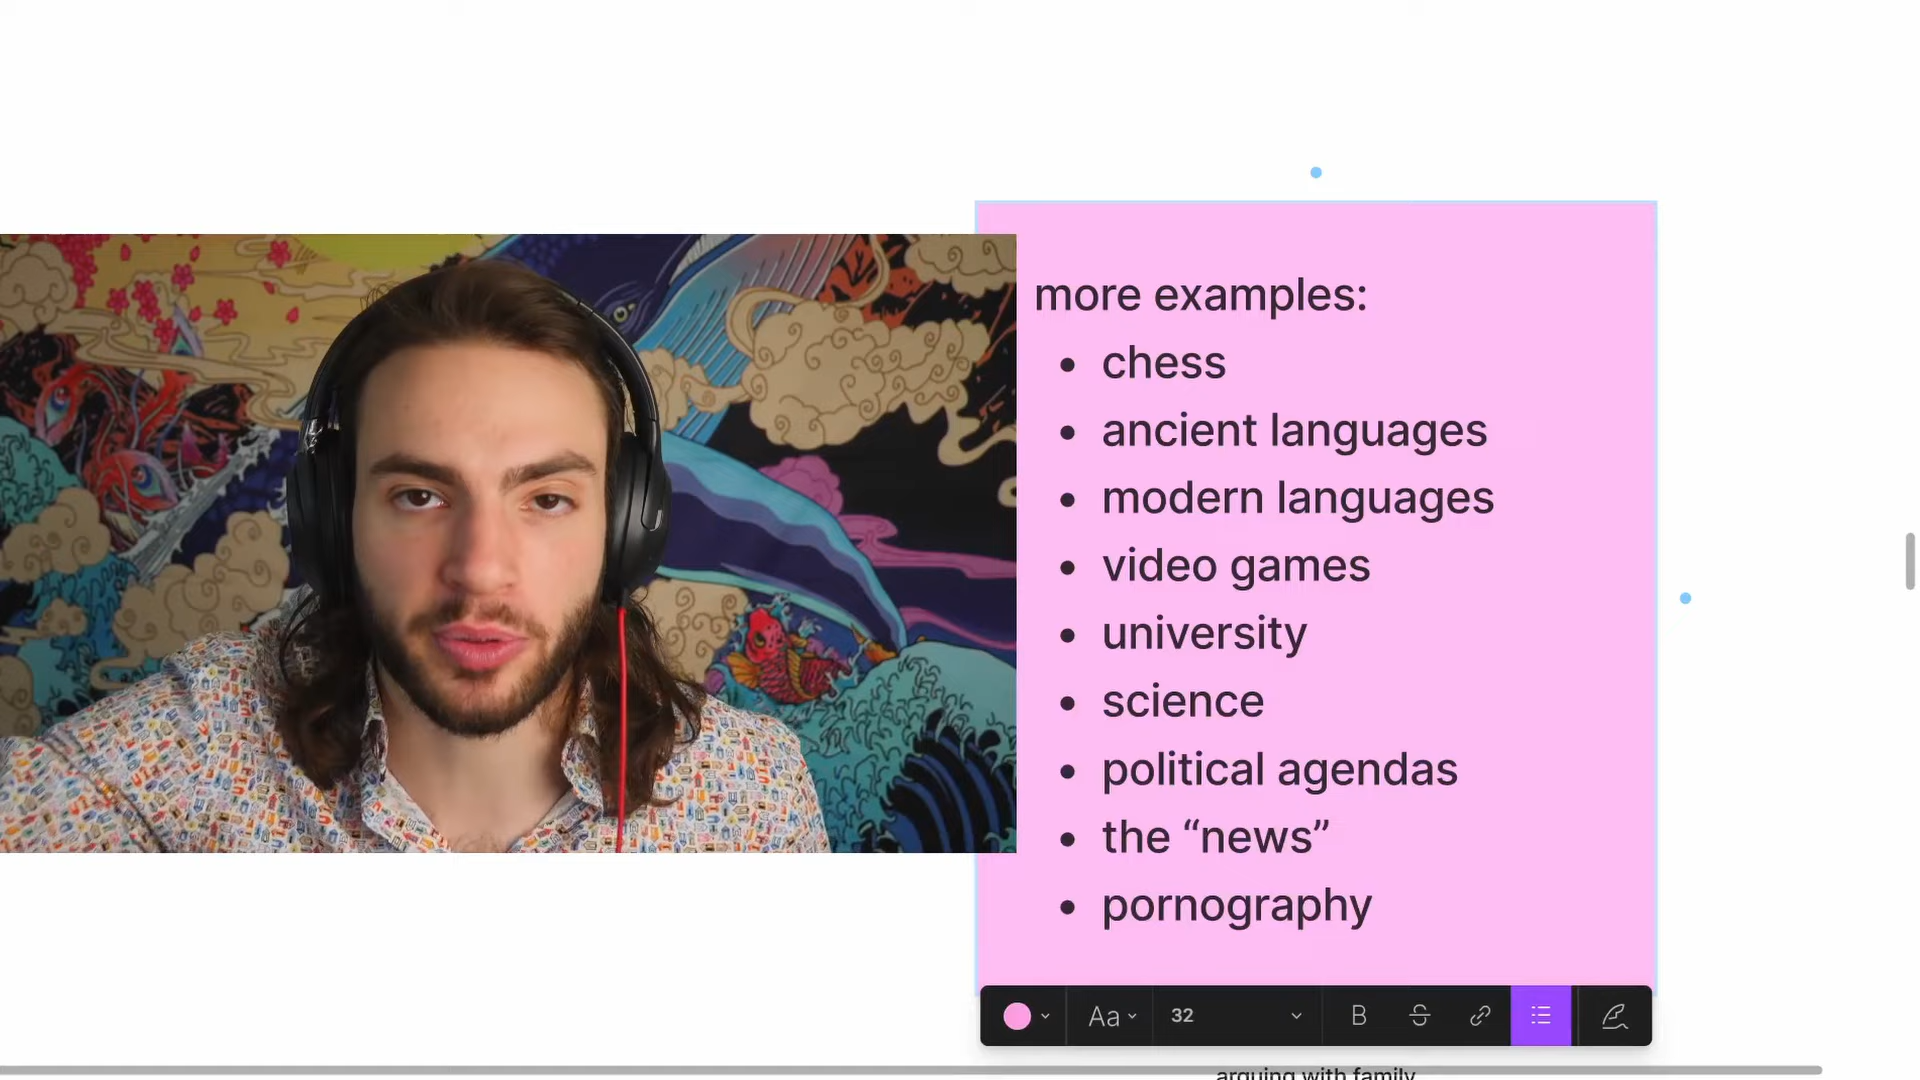 more examples:
• chess
• ancient languages
• modern languages
• video games
• university
• science
• political agendas
• the “news”
• pornography
Aa
32
B
S
arguing with family